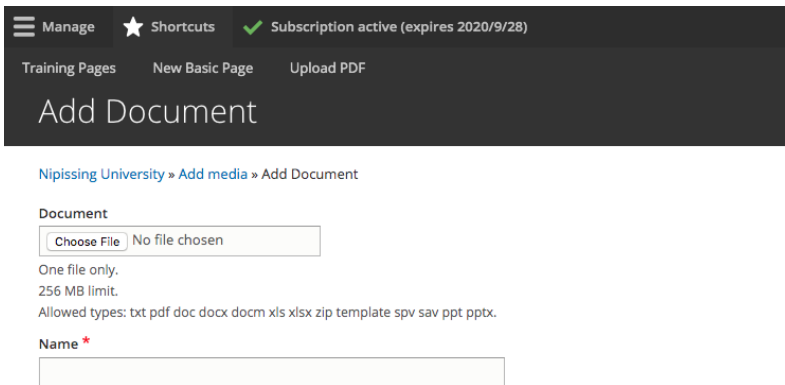 Manage Shortcuts Subscription active (expires 2020/9/28)
Training Pages New Basic Page Upload PDF
Add Document
Nipissing University » Add media » Add Document
Document
Choose File No file chosen
One file only.
256 MB limit.
Allowed types: txt pdf doc docx docm xls xlsx zip template spv sav ppt pptx.
Name *